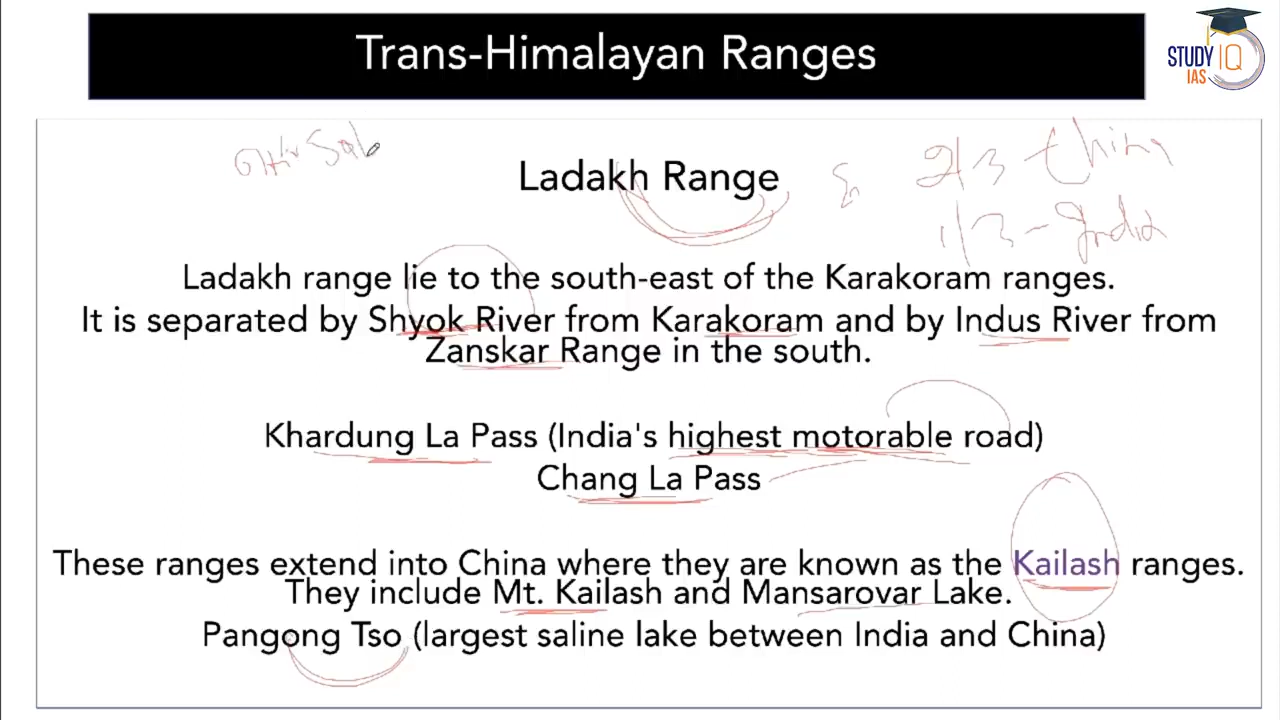 Trans-Himalayan Ranges
STUDY IQ
IAS
Ladakh Range
2/3 China
1/3 - India
Ladakh range lie to the south-east of the Karakoram ranges.
It is separated by Shyok River from Karakoram and by Indus River from
Zanskar Range in the south.
Khardung La Pass (India's highest motorable road)
Chang La Pass
These ranges extend into China where they are known as the Kailash ranges.
They include Mt. Kailash and Mansarovar Lake.
Pangong Tso (largest saline lake between India and China)